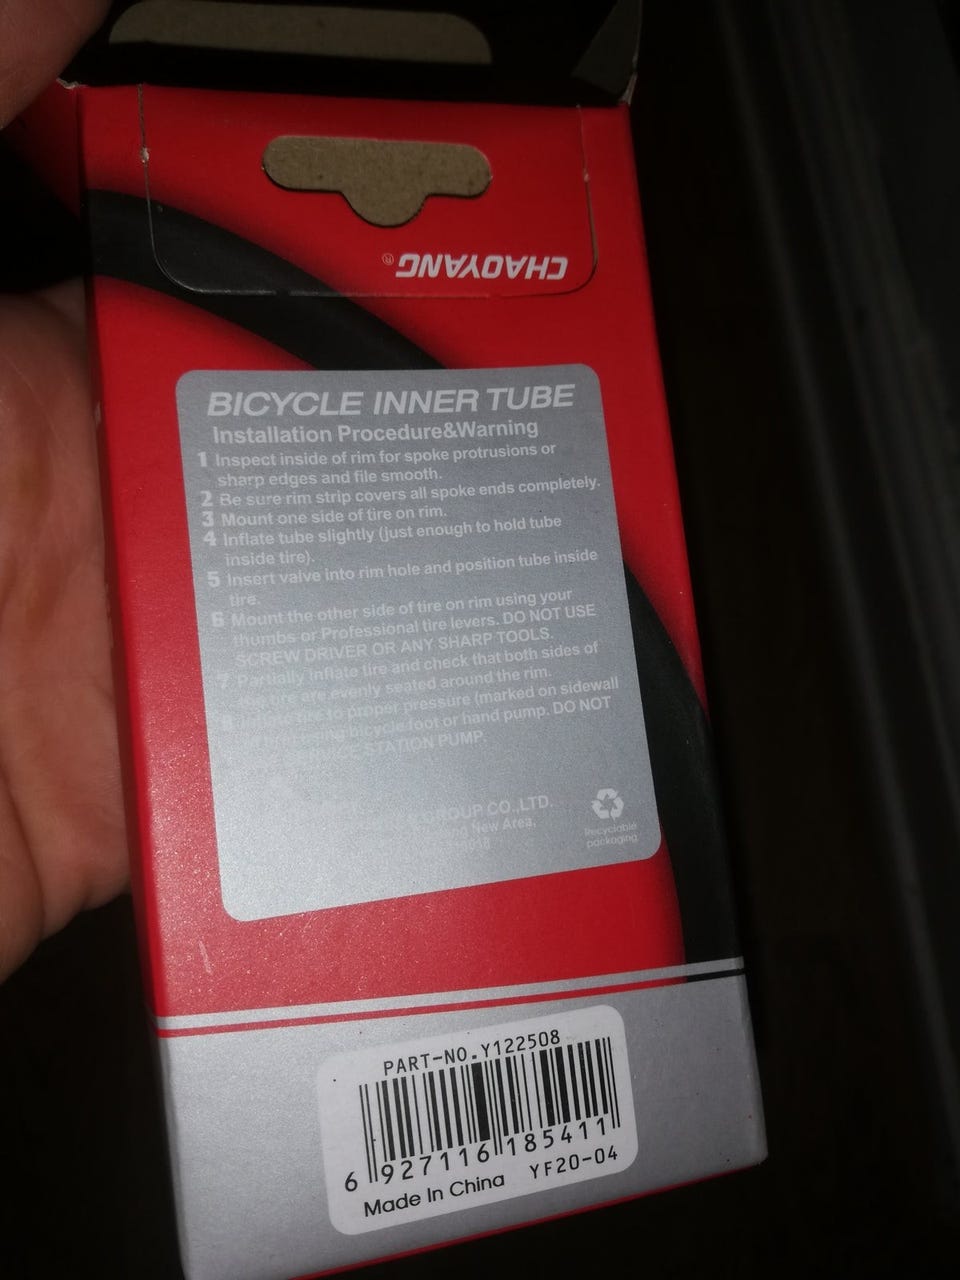 CHAOYANG®
BICYCLE INNER TUBE
Installation Procedure&Warning
1 Inspect inside of rim for spoke protrusions or
sharp edges and file smooth.
2 Be sure rim strip covers all spoke ends completely.
3 Mount one side of tire on rim.
4 Inflate tube slightly (just enough to hold tube
inside tire).
5 Insert valve into rim hole and position tube inside
tire.
6 Mount the other side of tire on rim using your
thumbs or Professional tire levers. DO NOT USE
SCREW DRIVER OR ANY SHARP TOOLS.
7 Partially inflate tire and check that both sides of
the tire are evenly seated around the rim.
tire to proper pressure (marked on sidewall
using bicycle foot or hand pump. DO NOT
STATION PUMP.
GROUP CO.,LTD.
New Area,
Recyclable
packaging
PART-NO.Y122508
6 927116 185411
YF20-04
Made In China